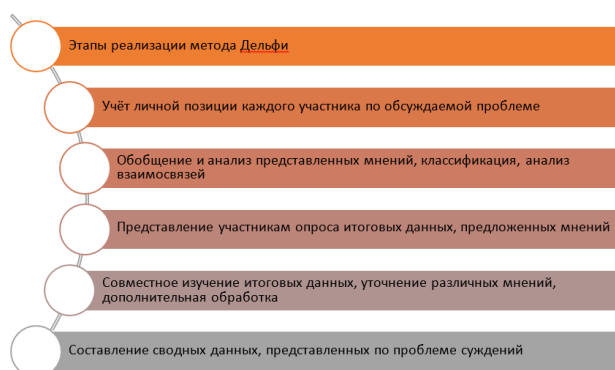 Этапы реализации метода Дельфи
Учёт личной позиции каждого участника по обсуждаемой проблеме
Обобщение и анализ представленных мнений, классификация, анализ
взаимосвязей
Представление участникам опроса итоговых данных, предложенных мнений
Совместное изучение итоговых данных, уточнение различных мнений,
дополнительная обработка
Составление сводных данных, представленных по проблеме суждений